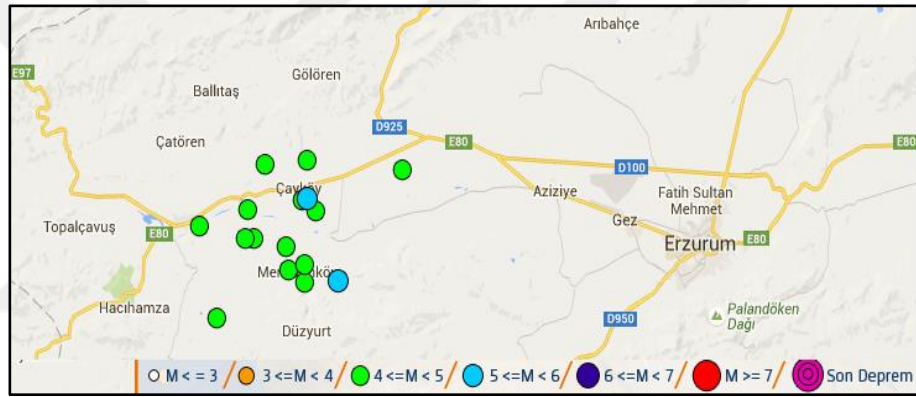 Arıbahçe
E97
Gölören
Ballıtaş
D925
Çatören
E80
E80
D100
Çayköy
Aziziye
Fatih Sultan
Mehmet
Topalçavuş
Gez
E80
Erzurum
E80
Hacıhamza
Palandöken
Dağı
Düzyurt
D950
M < = 3
3 <=M < 4
4 <=M < 5
5 <=M < 6
6 <=M < 7
M >= 7
Son Deprem